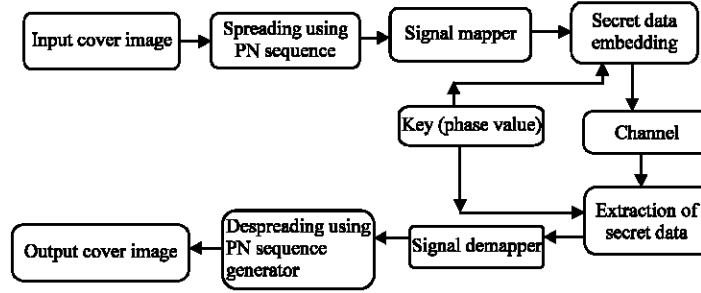 Input cover image
Spreading using
PN sequence
Signal mapper
Secret data
embedding
Key (phase value)
Channel
Extraction of
secret data
Signal demapper
Despreading using
PN sequence
generator
Output cover image